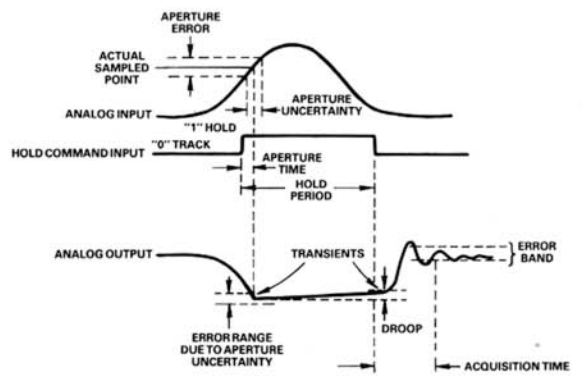 APERTURE
ERROR
ACTUAL
SAMPLED
POINT
ANALOG INPUT
APERTURE
UNCERTAINTY
"1" HOLD
"0" TRACK
HOLD COMMAND INPUT
APERTURE
TIME
HOLD
PERIOD
ANALOG OUTPUT
TRANSIENTS
ERROR
BAND
DROOP
ERROR RANGE
DUE TO APERTURE
UNCERTAINTY
ACQUISITION TIME